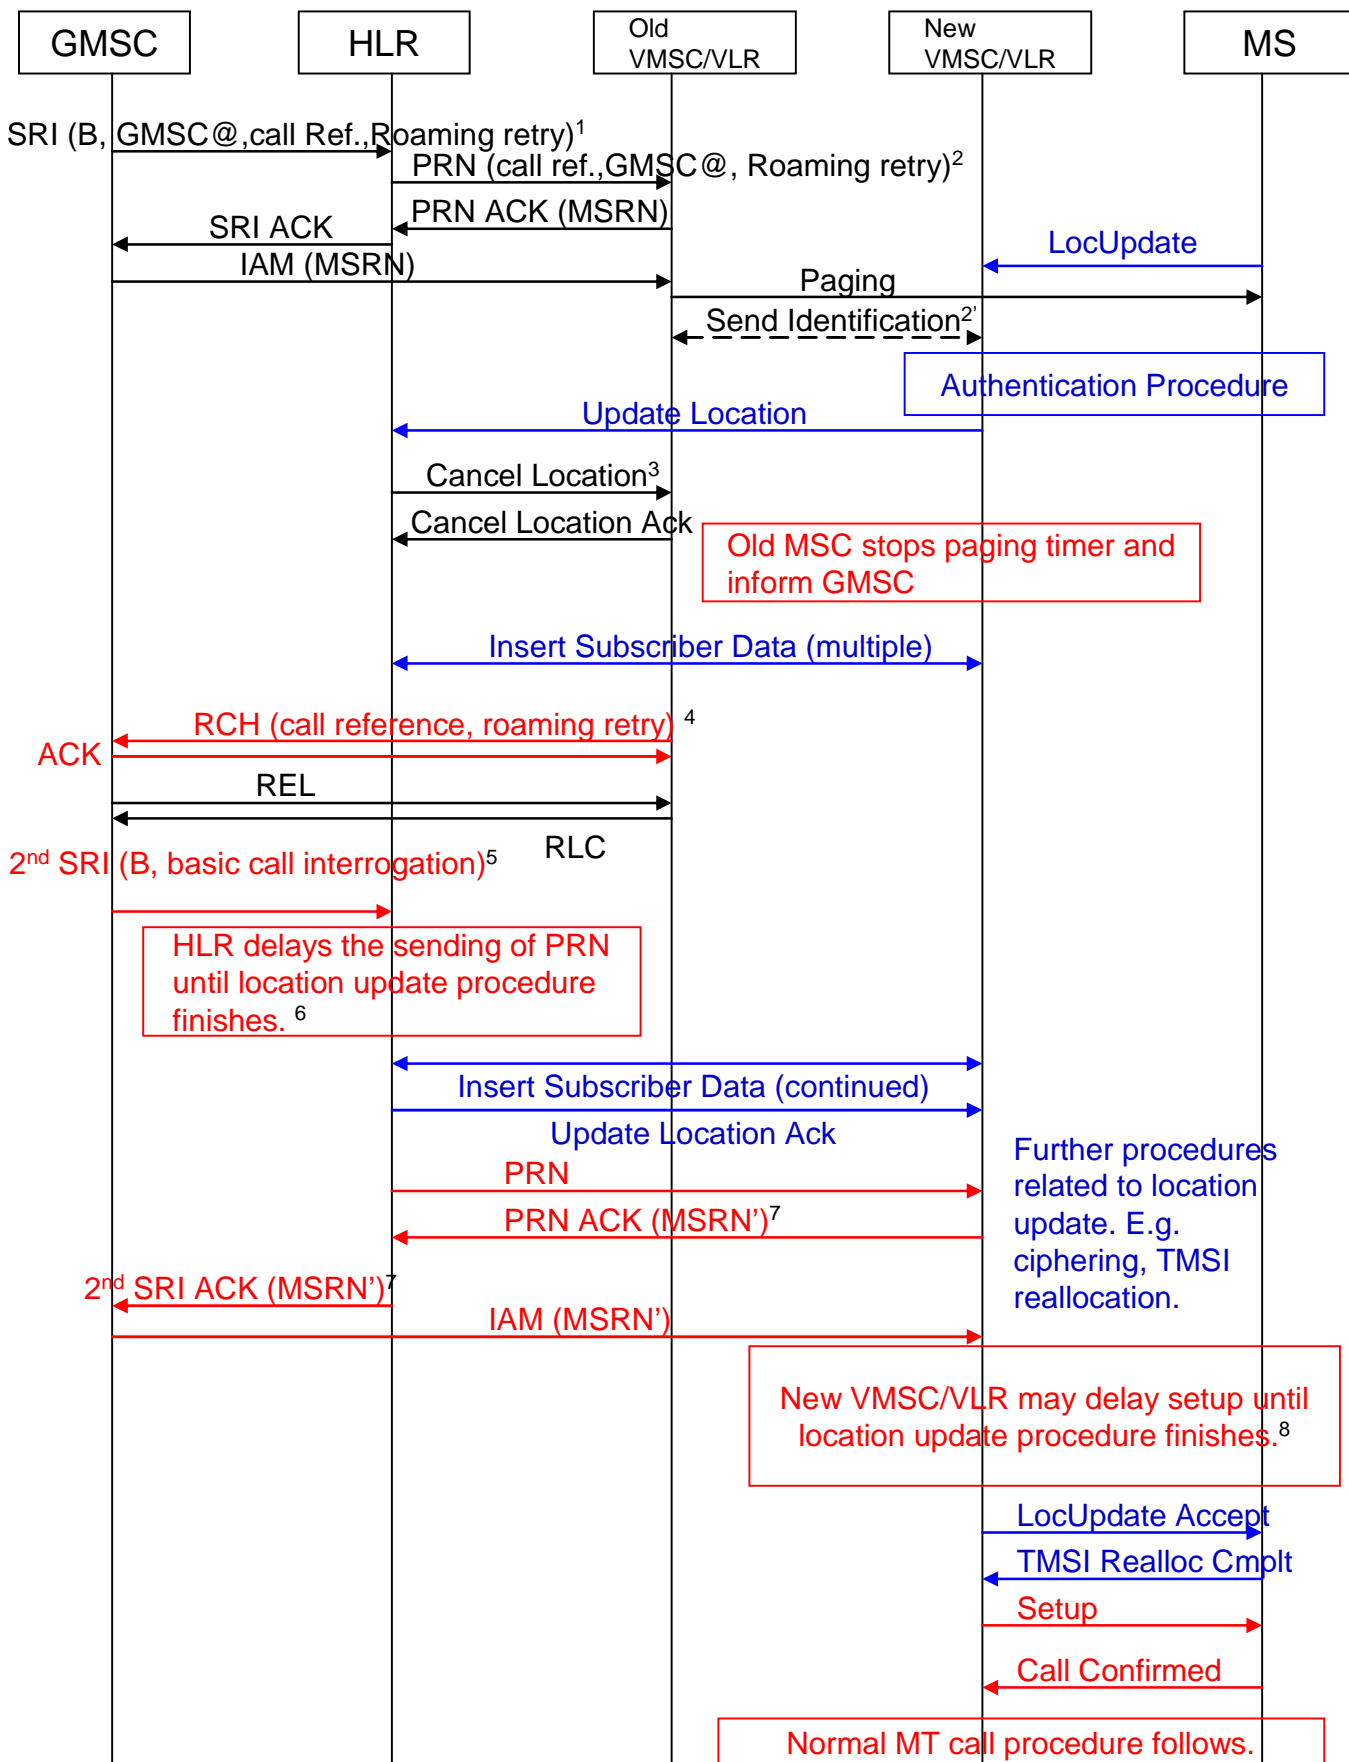 GMSC
HLR
Old
VMSC/VLR
New
VMSC/VLR
MS
SRI (B, GMSC@,call Ref.,Roaming retry)1
PRN (call ref.,GMSC@, Roaming retry)2
PRN ACK (MSRN)
SRI ACK
LocUpdate
IAM (MSRN)
Paging
Send Identification2'
Authentication Procedure
Update Location
Cancel Location3
Cancel Location Ack
Old MSC stops paging timer and
inform GMSC
Insert Subscriber Data (multiple)
RCH (call reference, roaming retry) 4
ACK
REL
RLC
2nd SRI (B, basic call interrogation)5
HLR delays the sending of PRN
until location update procedure
finishes. 6
Insert Subscriber Data (continued)
Update Location Ack
Further procedures
related to location
update. E.g.
ciphering, TMSI
reallocation.
PRN
PRN ACK (MSRN’)7
2nd SRI ACK (MSRN’)7
IAM (MSRN’)
New VMSC/VLR may delay setup until
location update procedure finishes.8
LocUpdate Accept
TMSI Realloc Cmplt
Setup
Call Confirmed
Normal MT call procedure follows.